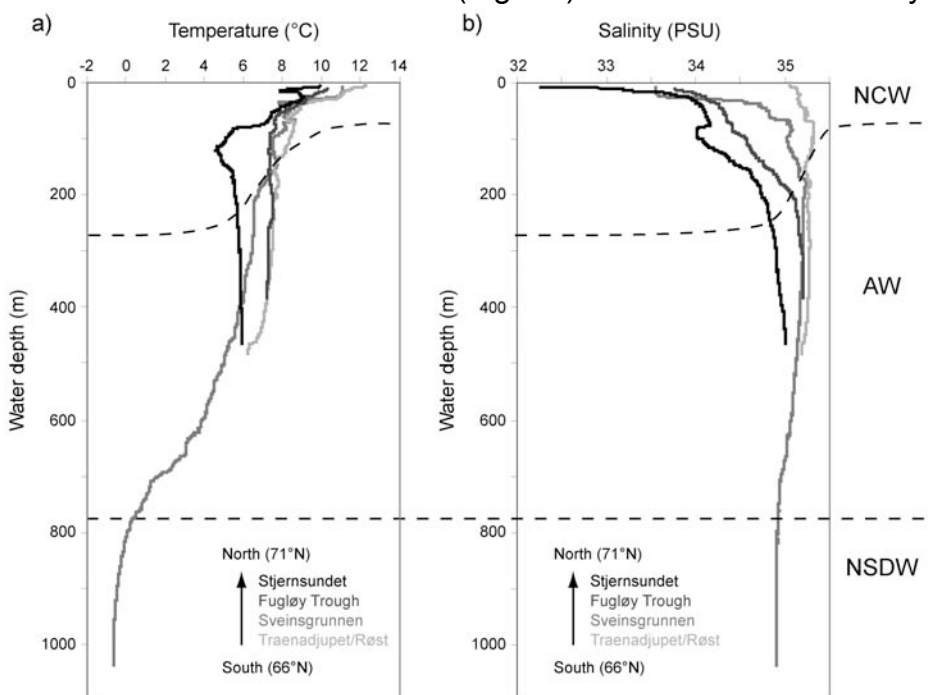 a)
Temperature (°C)
-2 0 2 4 6 8 10 12 14
0
200
400
600
800
1000
Water depth (m)
North (71°N)
Stjernsundet
Fugløy Trough
Sveinsgrunnen
Traenadjupet/Røst
South (66°N)
b)
Salinity (PSU)
32 33 34 35
0
200
400
600
800
1000
Water depth (m)
North (71°N)
Stjernsundet
Fugløy Trough
Sveinsgrunnen
Traenadjupet/Røst
South (66°N)
NCW
AW
NSDW